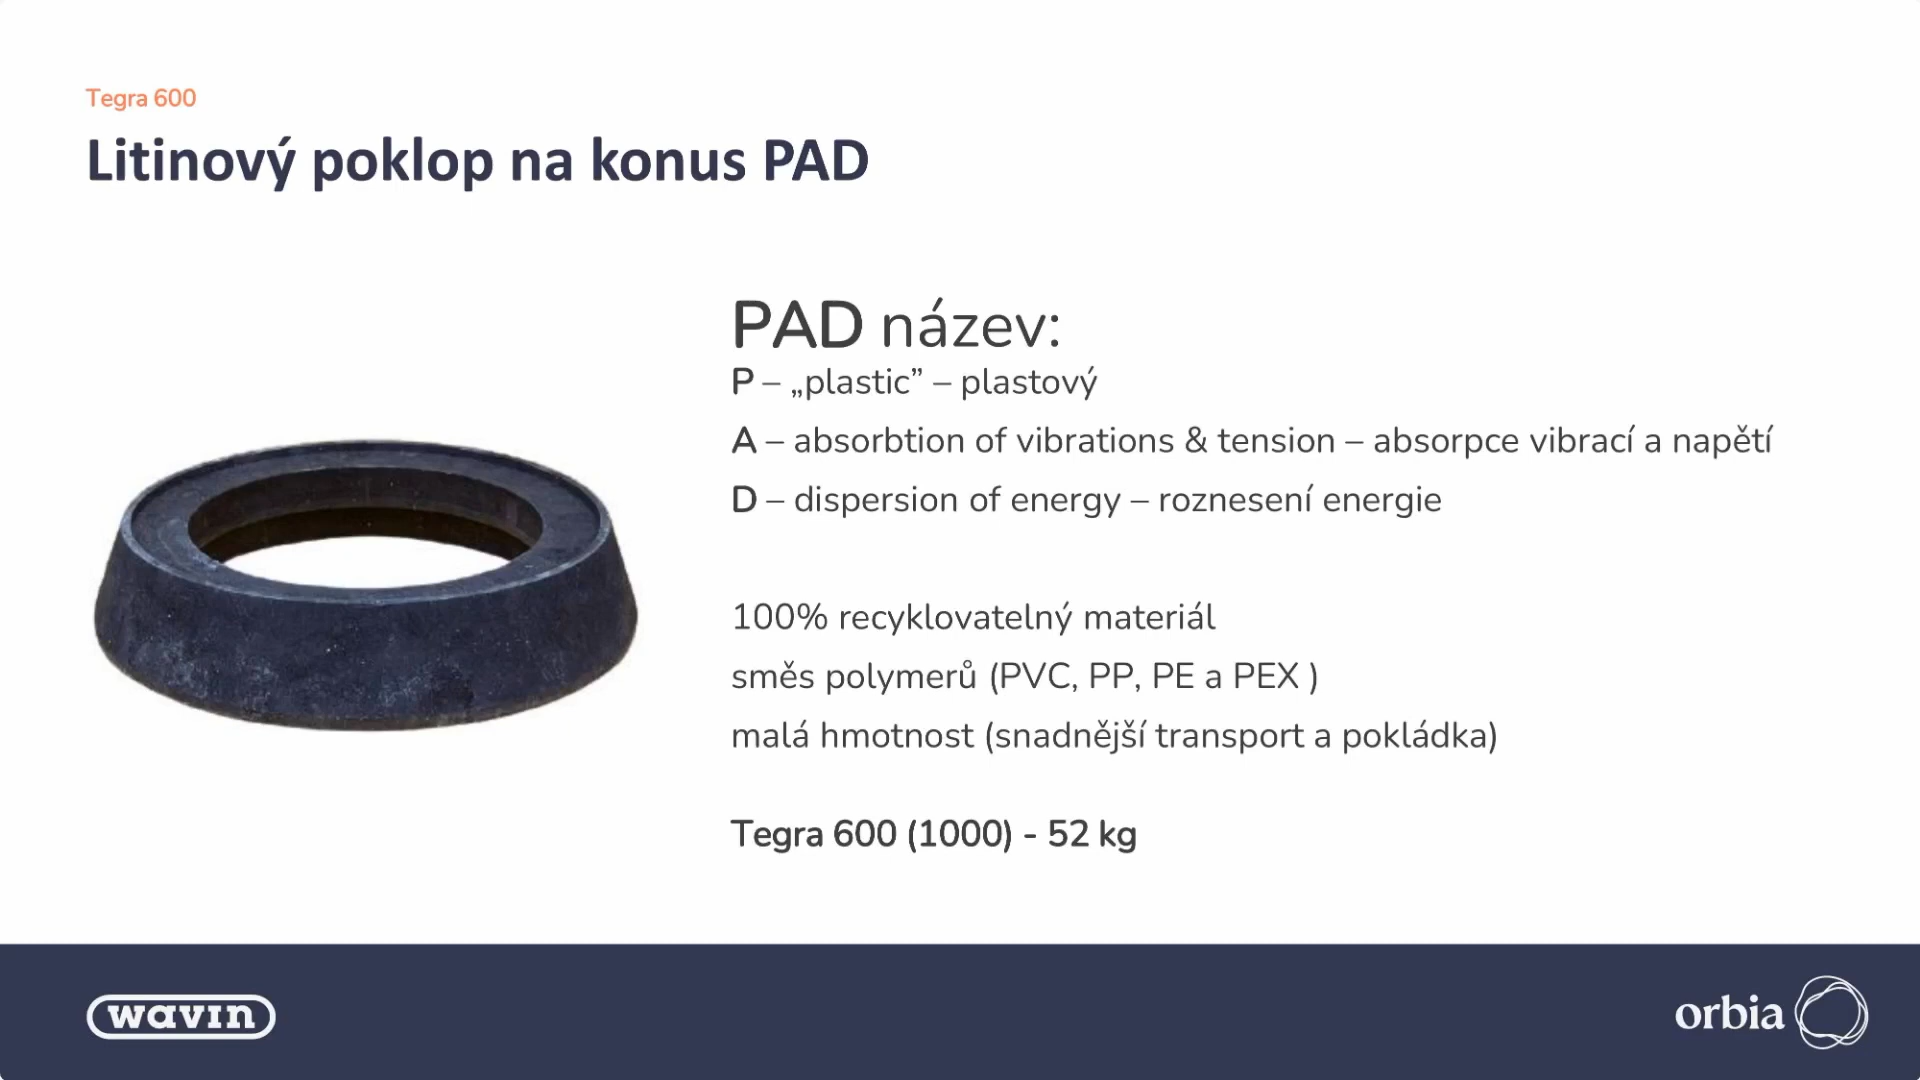 Tegra 600
Litinový poklop na konus PAD
PAD název:
P – „plastic” – plastový
A – absorbtion of vibrations & tension – absorpce vibrací a napětí
D – dispersion of energy – roznesení energie
100% recyklovatelný materiál
směs polymerů (PVC, PP, PE a PEX )
malá hmotnost (snadnější transport a pokládka)
Tegra 600 (1000) - 52 kg
wavin
orbia